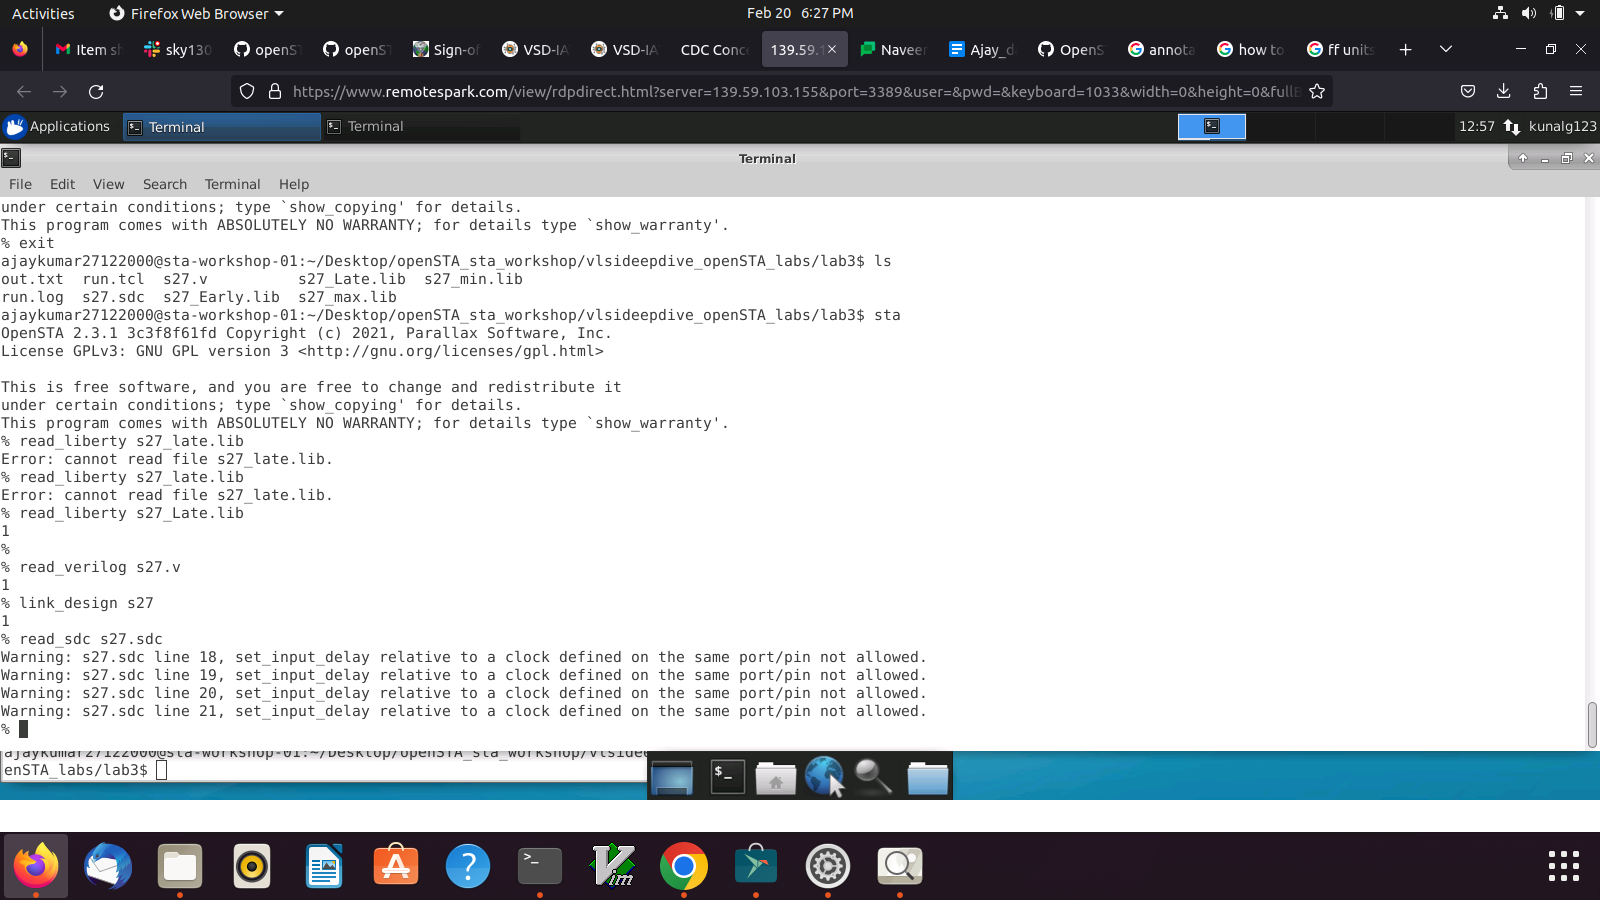 Activities
Firefox Web Browser
Feb 20 6:27 PM
Item sh
sky130
openST
openST
Sign-of
VSD-IA
VSD-IA
CDC Conc
139.59.1
Naveen
Ajay_d
OpenS
annota
how to
ff units
https://www.remotespark.com/view/rdpdirect.html?server=139.59.103.155&port=3389&user=&pwd=&keyboard=1033&width=0&height=0&fullB
Applications
Terminal
Terminal
12:57
kunalg123
Terminal
File Edit View Search Terminal Help
under certain conditions; type `show_copying' for details.
This program comes with ABSOLUTELY NO WARRANTY; for details type `show_warranty'.
% exit
ajaykumar27122000@sta-workshop-01:~/Desktop/openSTA_sta_workshop/vlsideepdive_openSTA_labs/lab3$ ls
out.txt run.tcl s27.v s27_Late.lib s27_min.lib
run.log s27.sdc s27_Early.lib s27_max.lib
ajaykumar27122000@sta-workshop-01:~/Desktop/openSTA_sta_workshop/vlsideepdive_openSTA_labs/lab3$ sta
OpenSTA 2.3.1 3c3f8f61fd Copyright (c) 2021, Parallax Software, Inc.
License GPLv3: GNU GPL version 3 <http://gnu.org/licenses/gpl.html>
This is free software, and you are free to change and redistribute it
under certain conditions; type `show_copying' for details.
This program comes with ABSOLUTELY NO WARRANTY; for details type `show_warranty'.
% read_liberty s27_late.lib
Error: cannot read file s27_late.lib.
% read_liberty s27_late.lib
Error: cannot read file s27_late.lib.
% read_liberty s27_Late.lib
1
%
% read_verilog s27.v
1
% link_design s27
1
% read_sdc s27.sdc
Warning: s27.sdc line 18, set_input_delay relative to a clock defined on the same port/pin not allowed.
Warning: s27.sdc line 19, set_input_delay relative to a clock defined on the same port/pin not allowed.
Warning: s27.sdc line 20, set_input_delay relative to a clock defined on the same port/pin not allowed.
Warning: s27.sdc line 21, set_input_delay relative to a clock defined on the same port/pin not allowed.
%
ajaykumar27122000@sta-workshop-01:~/Desktop/openSTA_sta_workshop/vlsidee
enSTA_labs/lab3$